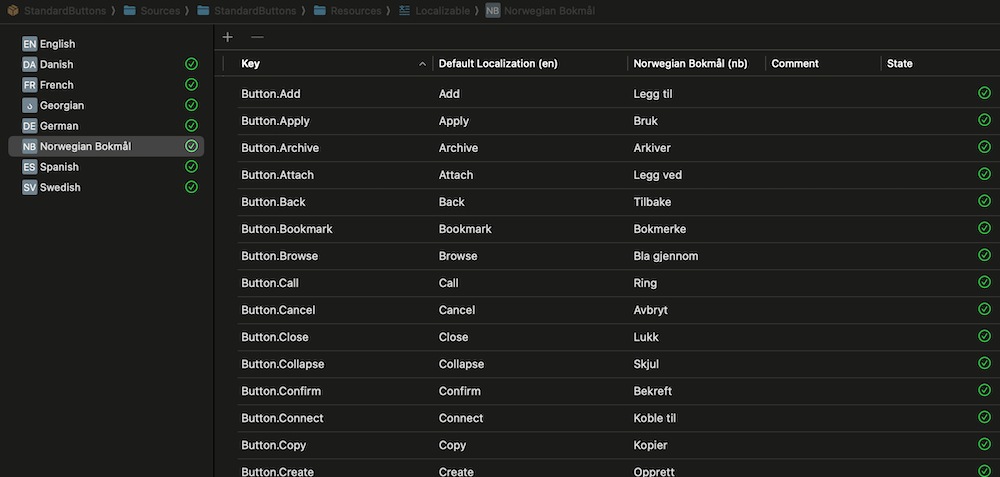 StandardButtons ⟩ Sources ⟩ StandardButtons ⟩ Resources ⟩ Localizable ⟩ NB Norwegian Bokmål
EN English
DA Danish
FR French
Georgian
DE German
NB Norwegian Bokmål
ES Spanish
SV Swedish
Key Default Localization (en) Norwegian Bokmål (nb) Comment State
Button.Add Add Legg til
Button.Apply Apply Bruk
Button.Archive Archive Arkiver
Button.Attach Attach Legg ved
Button.Back Back Tilbake
Button.Bookmark Bookmark Bokmerke
Button.Browse Browse Bla gjennom
Button.Call Call Ring
Button.Cancel Cancel Avbryt
Button.Close Close Lukk
Button.Collapse Collapse Skjul
Button.Confirm Confirm Bekreft
Button.Connect Connect Koble til
Button.Copy Copy Kopier
Button.Create Create Opprett